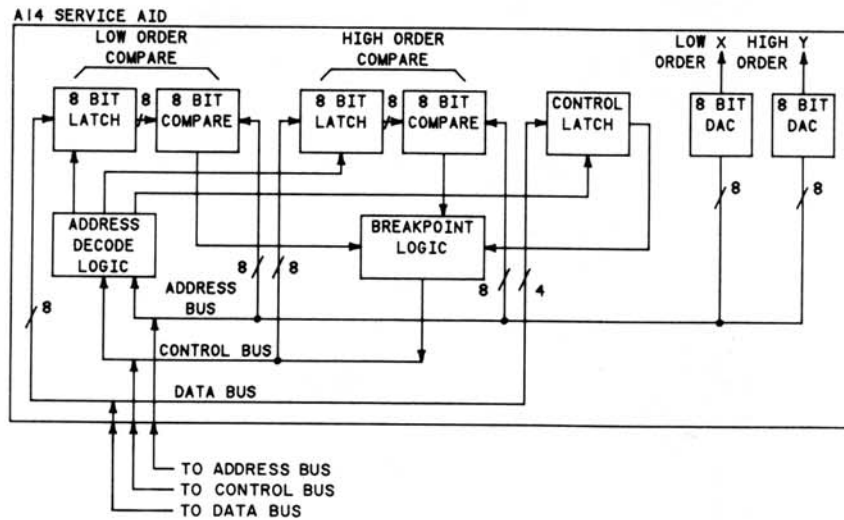 A14 SERVICE AID
LOW ORDER
COMPARE
HIGH ORDER
COMPARE
LOW X
ORDER
HIGH Y
ORDER
8 BIT
LATCH
8
8 BIT
COMPARE
8 BIT
LATCH
8
8 BIT
COMPARE
CONTROL
LATCH
8 BIT
DAC
8 BIT
DAC
8
8
ADDRESS
DECODE
LOGIC
BREAKPOINT
LOGIC
8
8
8
4
ADDRESS
BUS
8
CONTROL BUS
DATA BUS
TO ADDRESS BUS
TO CONTROL BUS
TO DATA BUS